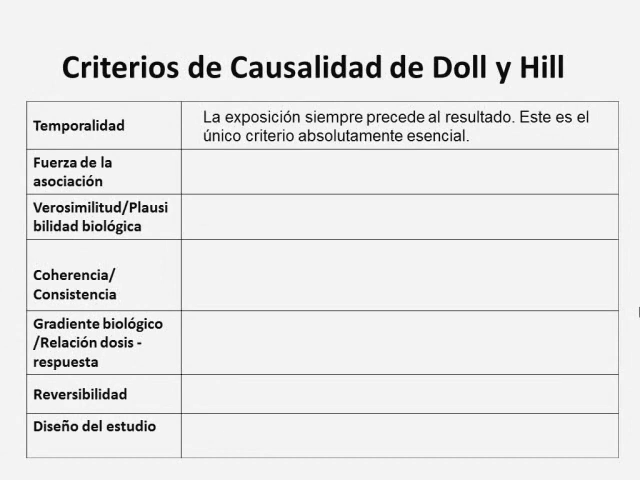 Criterios de Causalidad de Doll y Hill
Temporalidad
La exposición siempre precede al resultado. Este es el
único criterio absolutamente esencial.
Fuerza de la
asociación
Verosimilitud/Plausi
bilidad biológica
Coherencia/
Consistencia
Gradiente biológico
/Relación dosis -
respuesta
Reversibilidad
Diseño del estudio